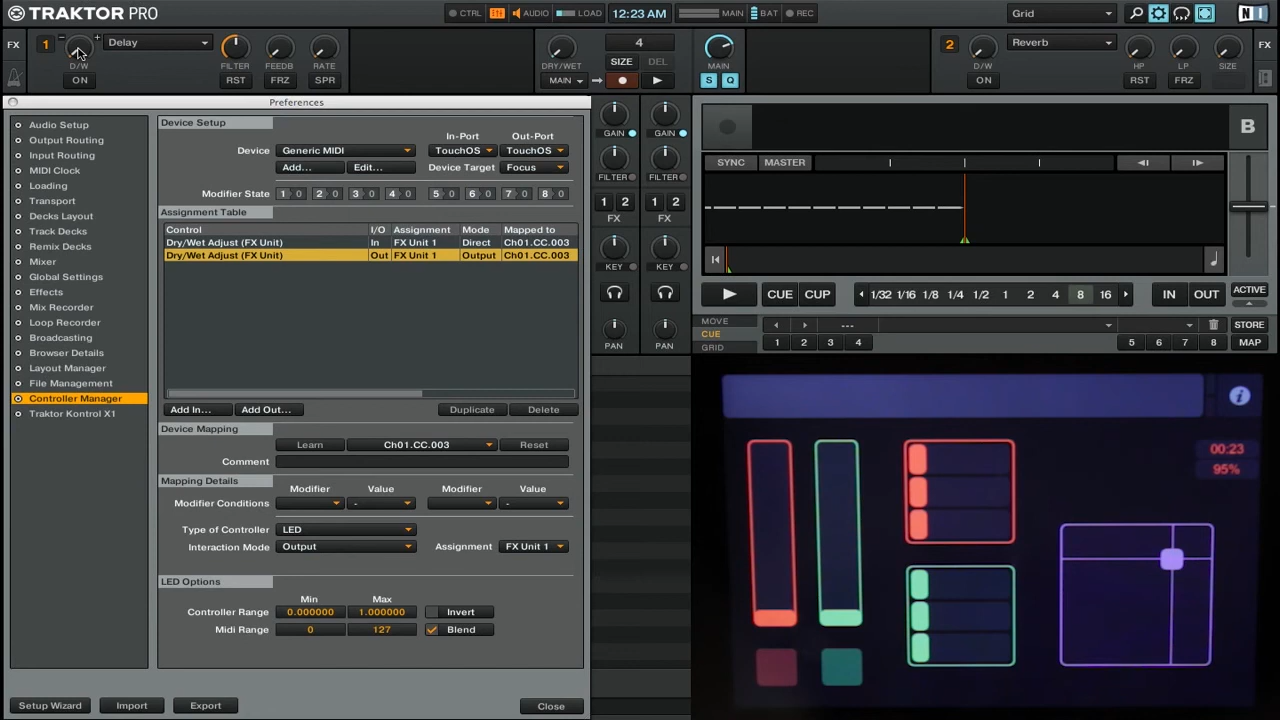 TRAKTOR PRO CTRL AUDIO LOAD 12:23 AM MAIN BAT REC Grid
FX 1 − + Delay 4 2 Reverb FX
D/W FILTER FEEDB RATE DRY/WET SIZE DEL MAIN D/W HP LP SIZE
ON RST FRZ SPR MAIN S Q ON RST FRZ
Preferences
Audio Setup
Output Routing
Input Routing
MIDI Clock
Loading
Transport
Decks Layout
Track Decks
Remix Decks
Mixer
Global Settings
Effects
Mix Recorder
Loop Recorder
Broadcasting
Browser Details
Layout Manager
File Management
Controller Manager
Traktor Kontrol X1
Device Setup
In-Port Out-Port
Device Generic MIDI TouchOS TouchOS
Add... Edit... Device Target Focus
Modifier State 1 0 2 0 3 0 4 0 5 0 6 0 7 0 8 0
Assignment Table
Control I/O Assignment Mode Mapped to
Dry/Wet Adjust (FX Unit) In FX Unit 1 Direct Ch01.CC.003
Dry/Wet Adjust (FX Unit) Out FX Unit 1 Output Ch01.CC.003
Add In... Add Out... Duplicate Delete
Device Mapping
Learn Ch01.CC.003 Reset
Comment
Mapping Details
Modifier Value Modifier Value
Modifier Conditions - -
Type of Controller LED
Interaction Mode Output Assignment FX Unit 1
LED Options
Min Max
Controller Range 0.000000 1.000000 Invert
Midi Range 0 127 Blend
Setup Wizard Import Export Close
GAIN GAIN
FILTER FILTER
1 2 1 2
FX FX
KEY KEY
PAN PAN
B
SYNC MASTER
CUE CUP 1/32 1/16 1/8 1/4 1/2 1 2 4 8 16 IN OUT ACTIVE
MOVE
CUE --- STORE
GRID 1 2 3 4 5 6 7 8 MAP
i
00:23
95%